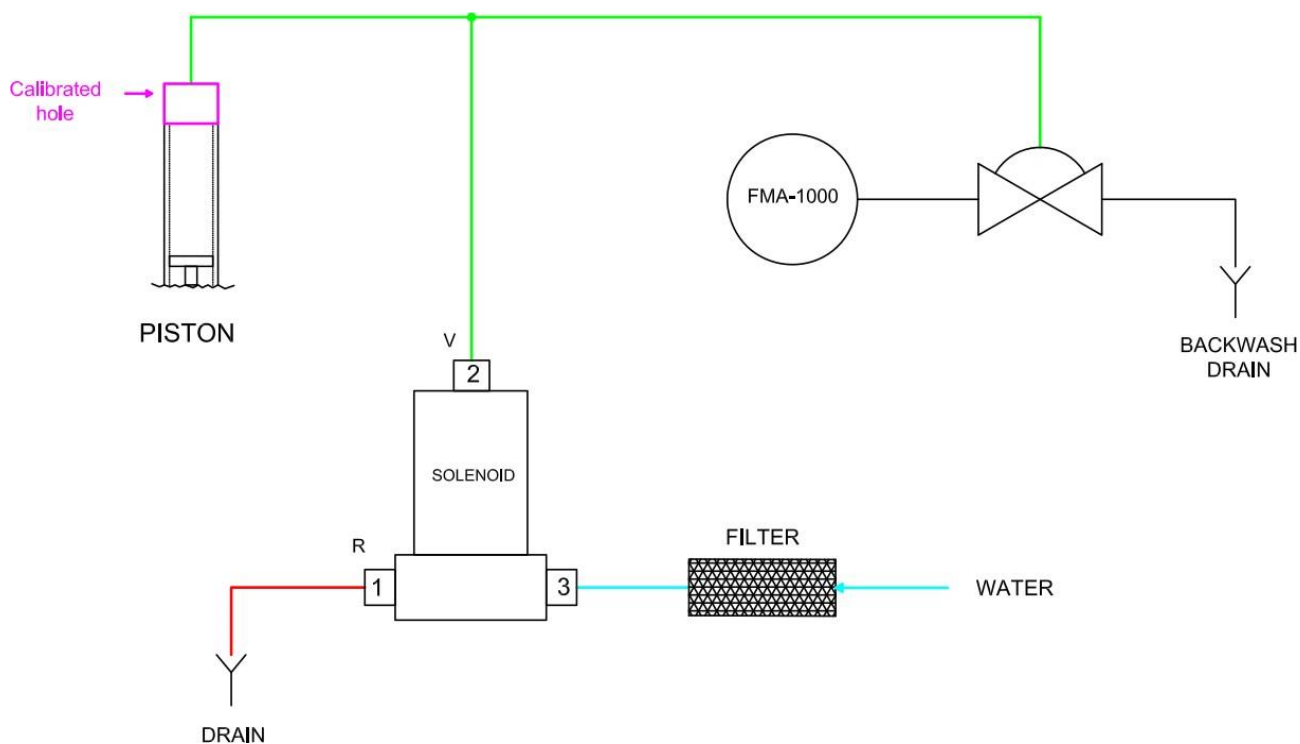 Calibrated
hole
PISTON
FMA-1000
BACKWASH
DRAIN
V
2
SOLENOID
R
1
3
FILTER
WATER
DRAIN